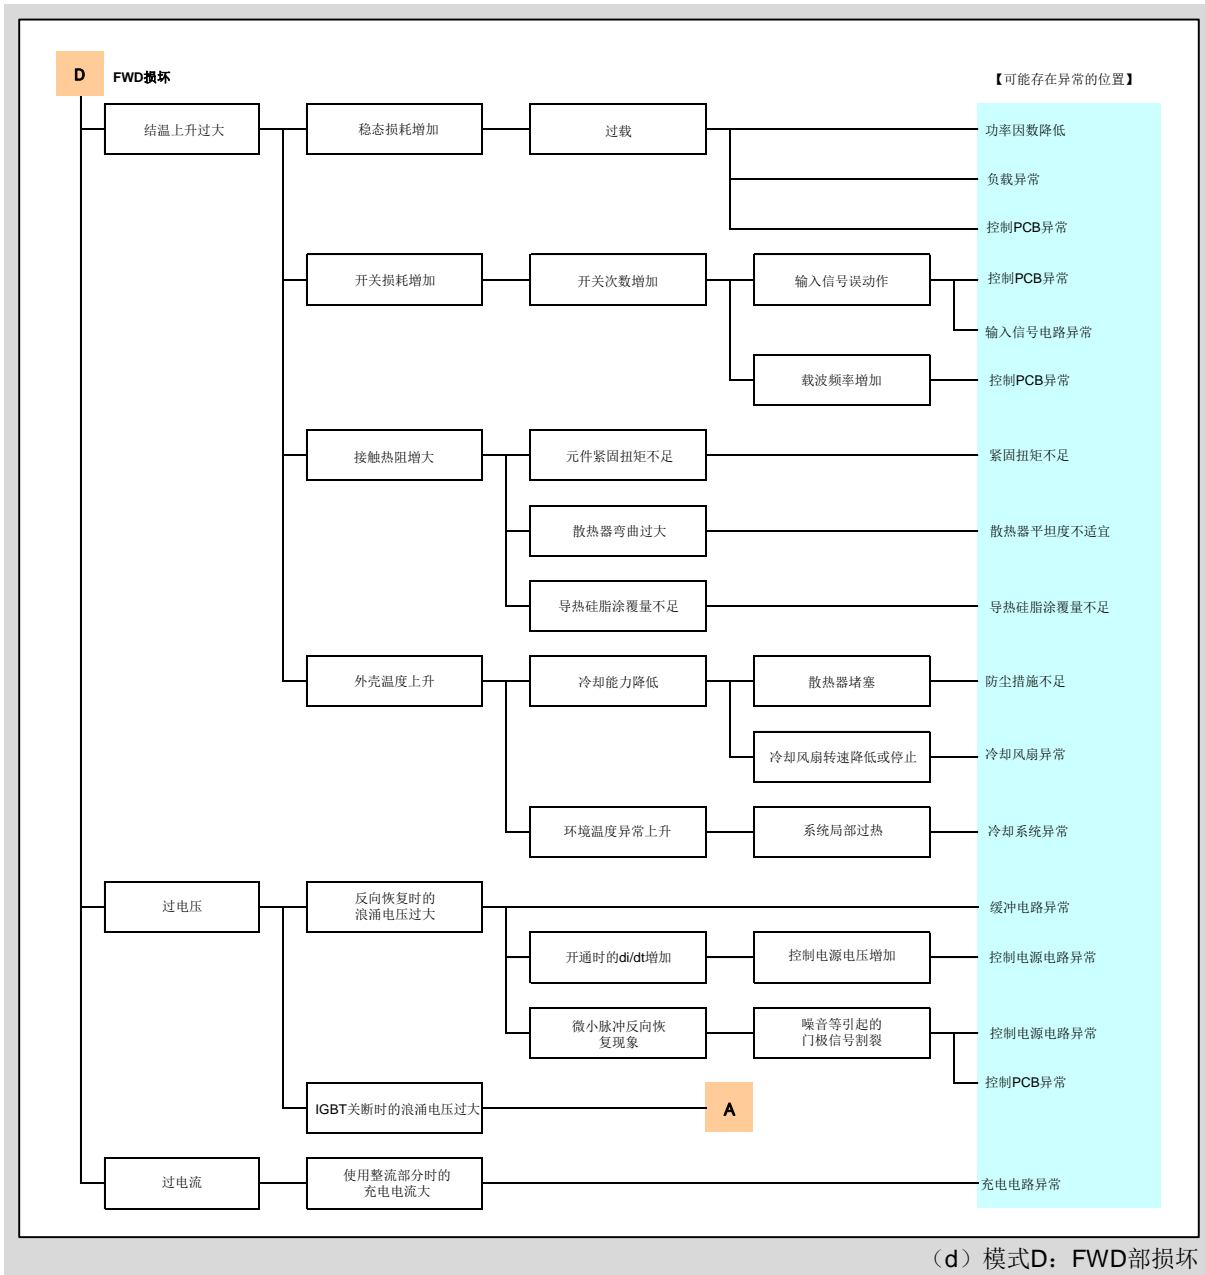 D
FWD损坏
【可能存在异常的位置】
结温上升过大
稳态损耗增加
过载
功率因数降低
负载异常
控制PCB异常
开关损耗增加
开关次数增加
输入信号误动作
控制PCB异常
输入信号电路异常
载波频率增加
控制PCB异常
接触热阻增大
元件紧固扭矩不足
紧固扭矩不足
散热器弯曲过大
散热器平坦度不适宜
导热硅脂涂覆量不足
导热硅脂涂覆量不足
外壳温度上升
冷却能力降低
散热器堵塞
防尘措施不足
冷却风扇转速降低或停止
冷却风扇异常
环境温度异常上升
系统局部过热
冷却系统异常
过电压
反向恢复时的
浪涌电压过大
缓冲电路异常
开通时的di/dt增加
控制电源电压增加
控制电源电路异常
微小脉冲反向恢
复现象
噪音等引起的
门极信号割裂
控制电源电路异常
控制PCB异常
IGBT关断时的浪涌电压过大
A
过电流
使用整流部分时的
充电电流大
充电电路异常
（d）模式D：FWD部损坏